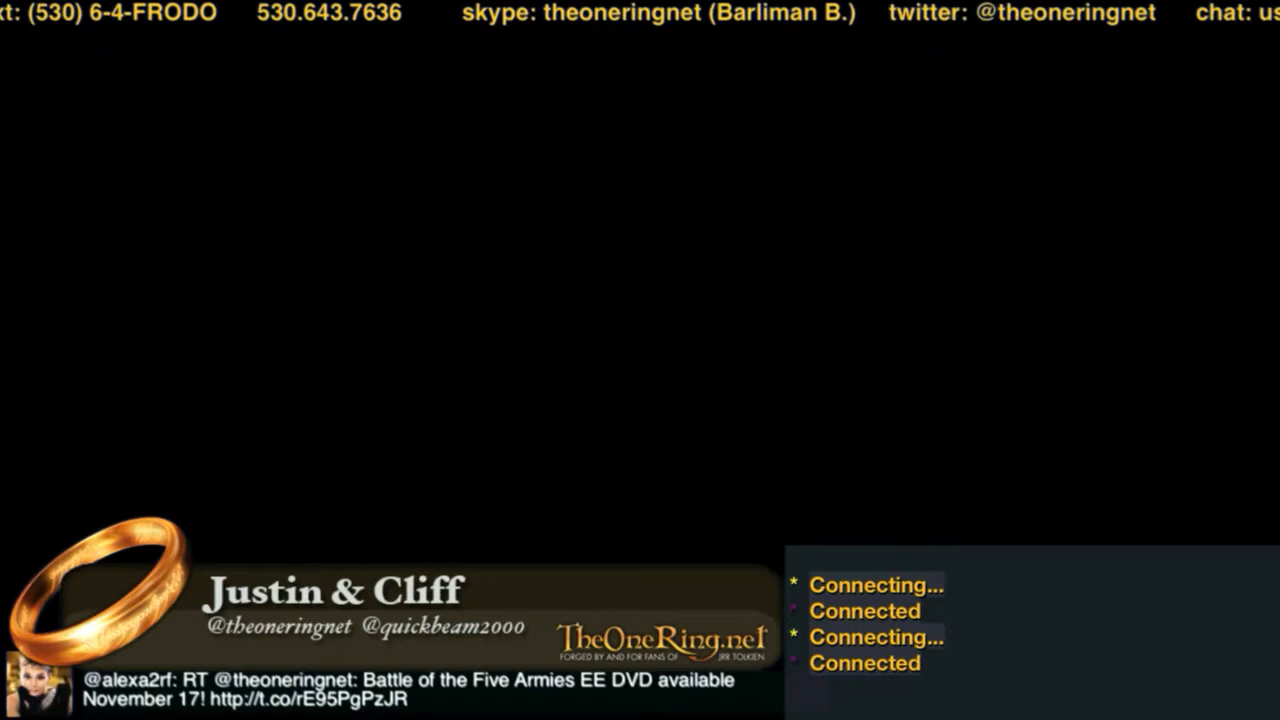 xt: (530) 6-4-FRODO 530.643.7636 skype: theoneringnet (Barliman B.) twitter: @theoneringnet chat: us
Justin & Cliff
@theoneringnet @quickbeam2000
TheOneRing.net
FORGED BY AND FOR FANS OF JRR TOLKIEN
@alexa2rf: RT @theoneringnet: Battle of the Five Armies EE DVD available
November 17! http://t.co/rE95PgPzJR
* Connecting...
* Connected
* Connecting...
* Connected